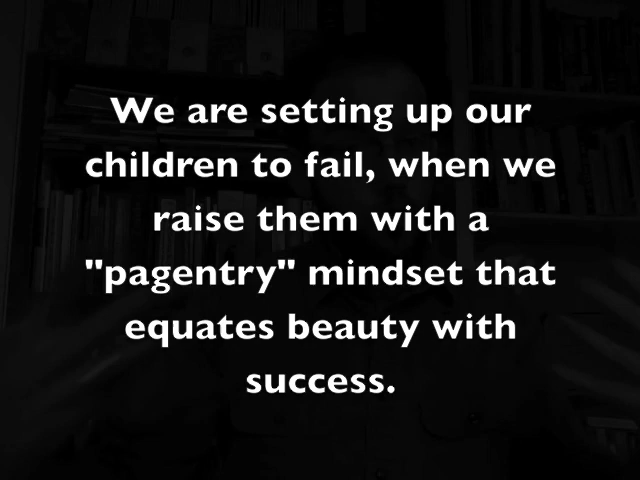 We are setting up our
children to fail, when we
raise them with a
"pagentry" mindset that
equates beauty with
success.